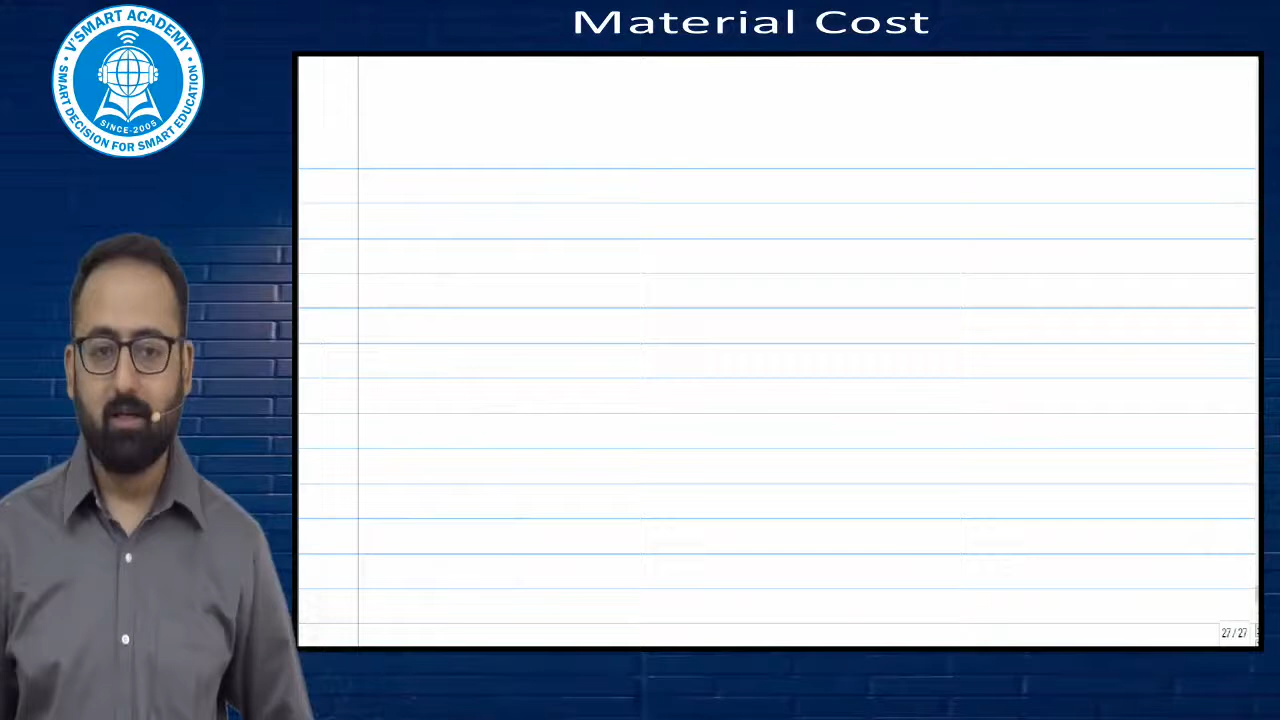 Material Cost
V'SMART ACADEMY
SMART DECISION FOR SMART EDUCATION
SINCE-2005
27 / 27